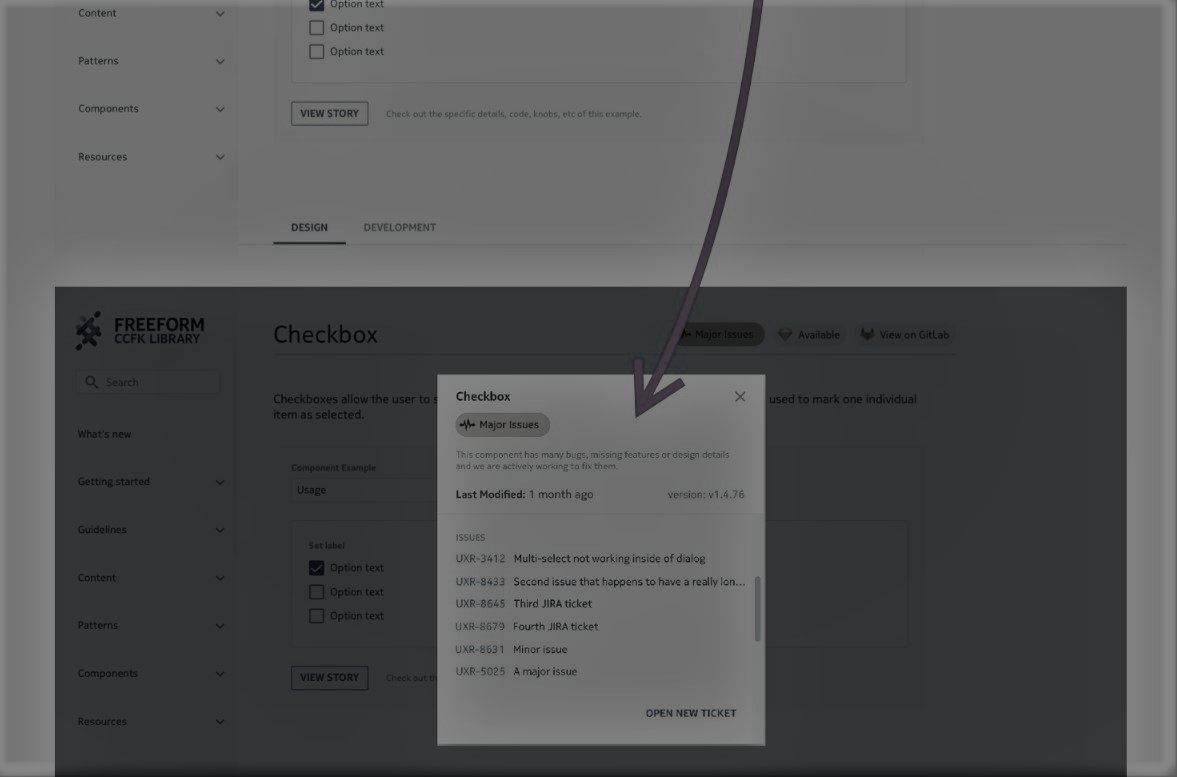 Option text
Content
Option text
Option text
Patterns
Components
VIEW STORY
Check out the specific details, code, knobs, etc of this example.
Resources
DESIGN
DEVELOPMENT
FREEFORM
CCFK LIBRARY
Search
What's new
Getting started
Guidelines
Content
Patterns
Components
Resources
Checkbox
Major Issues
Available
View on GitLab
Checkboxes allow the user to s
used to mark one individual
item as selected.
Component Example
Usage
Set label
Option text
Option text
Option text
VIEW STORY
Check out th
Checkbox
Major Issues
This component has many bugs, missing features or design details
and we are actively working to fix them.
Last Modified: 1 month ago
version: v1.4.76
ISSUES
UXR-3412 Multi-select not working inside of dialog
UXR-8433 Second issue that happens to have a really lon...
UXR-8645 Third JIRA ticket
UXR-8679 Fourth JIRA ticket
UXR-8631 Minor issue
UXR-5025 A major issue
OPEN NEW TICKET